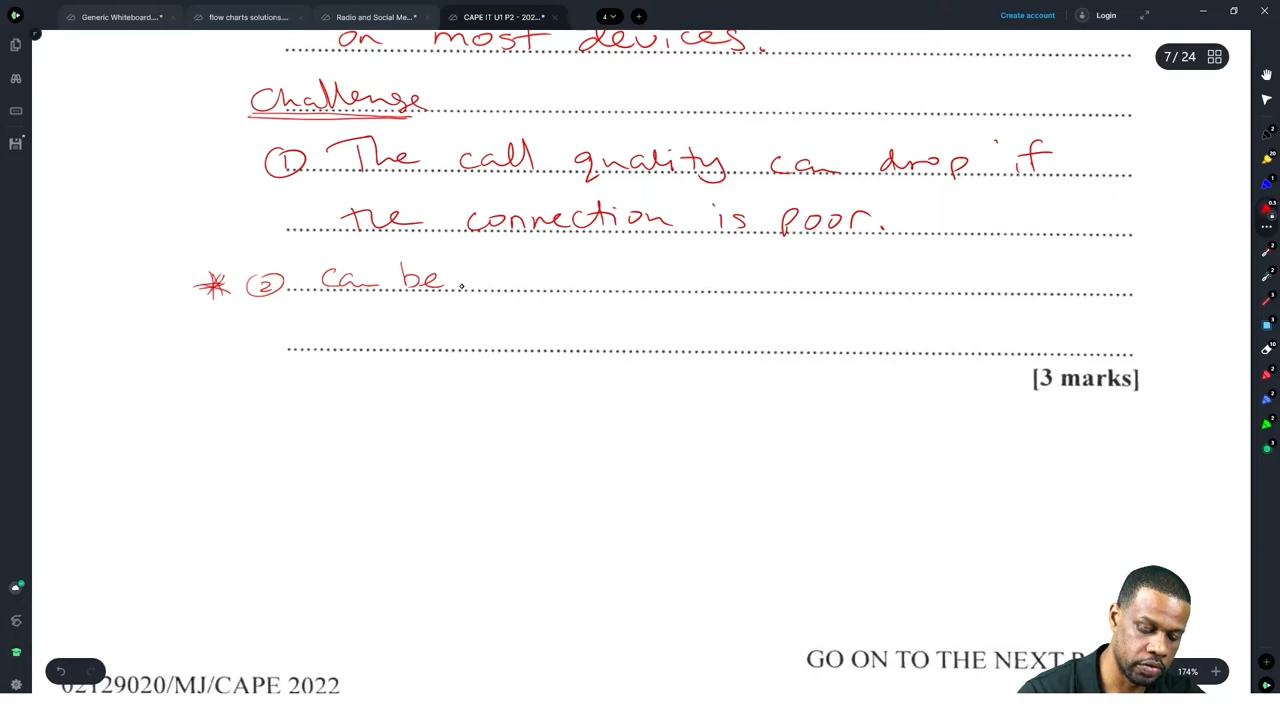 Generic Whiteboard....*
flow charts solutions....
Radio and Social Me...*
CAPE IT U1 P2 - 202...*
4
Create account
Login
on most devices.
7 / 24
Challenge
① The call quality can drop if
the connection is poor.
* ② can be
[3 marks]
GO ON TO THE NEXT
02129020/MJ/CAPE 2022
174%